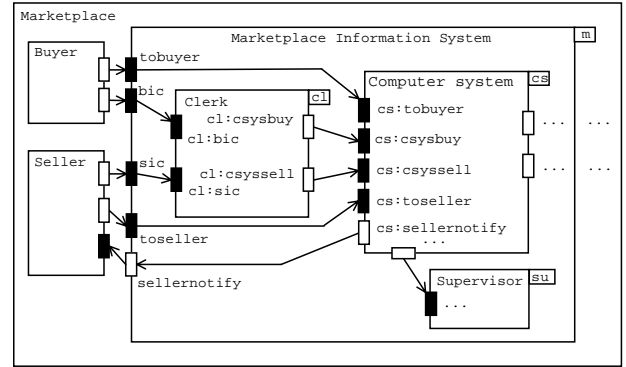 Marketplace
Marketplace Information System
m
Buyer
tobuyer
bic
Computer system
cs
Clerk
cl
cl:csysbuy
cl:bic
cs:tobuyer
cs:csysbuy
... ...
Seller
sic
cl:csyssell
cl:sic
cs:csyssell
... ...
cs:toseller
toseller
cs:sellernotify
...
sellernotify
Supervisor
su
...